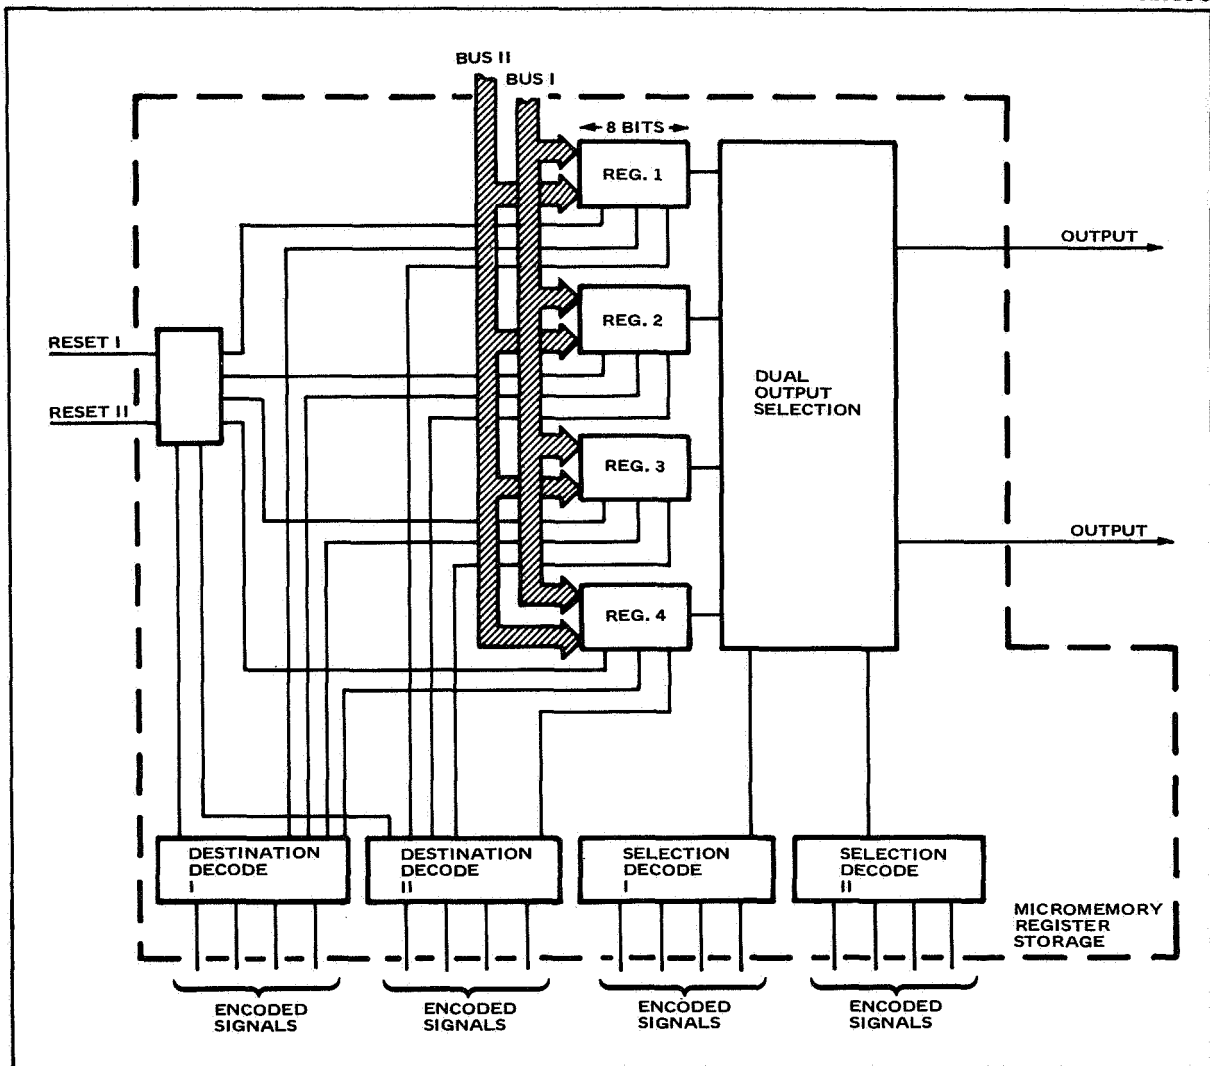 BUS II
BUS I
8 BITS
REG. 1
OUTPUT
REG. 2
RESET I
DUAL
OUTPUT
SELECTION
RESET II
REG. 3
OUTPUT
REG. 4
DESTINATION
DECODE
I
DESTINATION
DECODE
II
SELECTION
DECODE
I
SELECTION
DECODE
II
MICROMEMORY
REGISTER
STORAGE
ENCODED
SIGNALS
ENCODED
SIGNALS
ENCODED
SIGNALS
ENCODED
SIGNALS